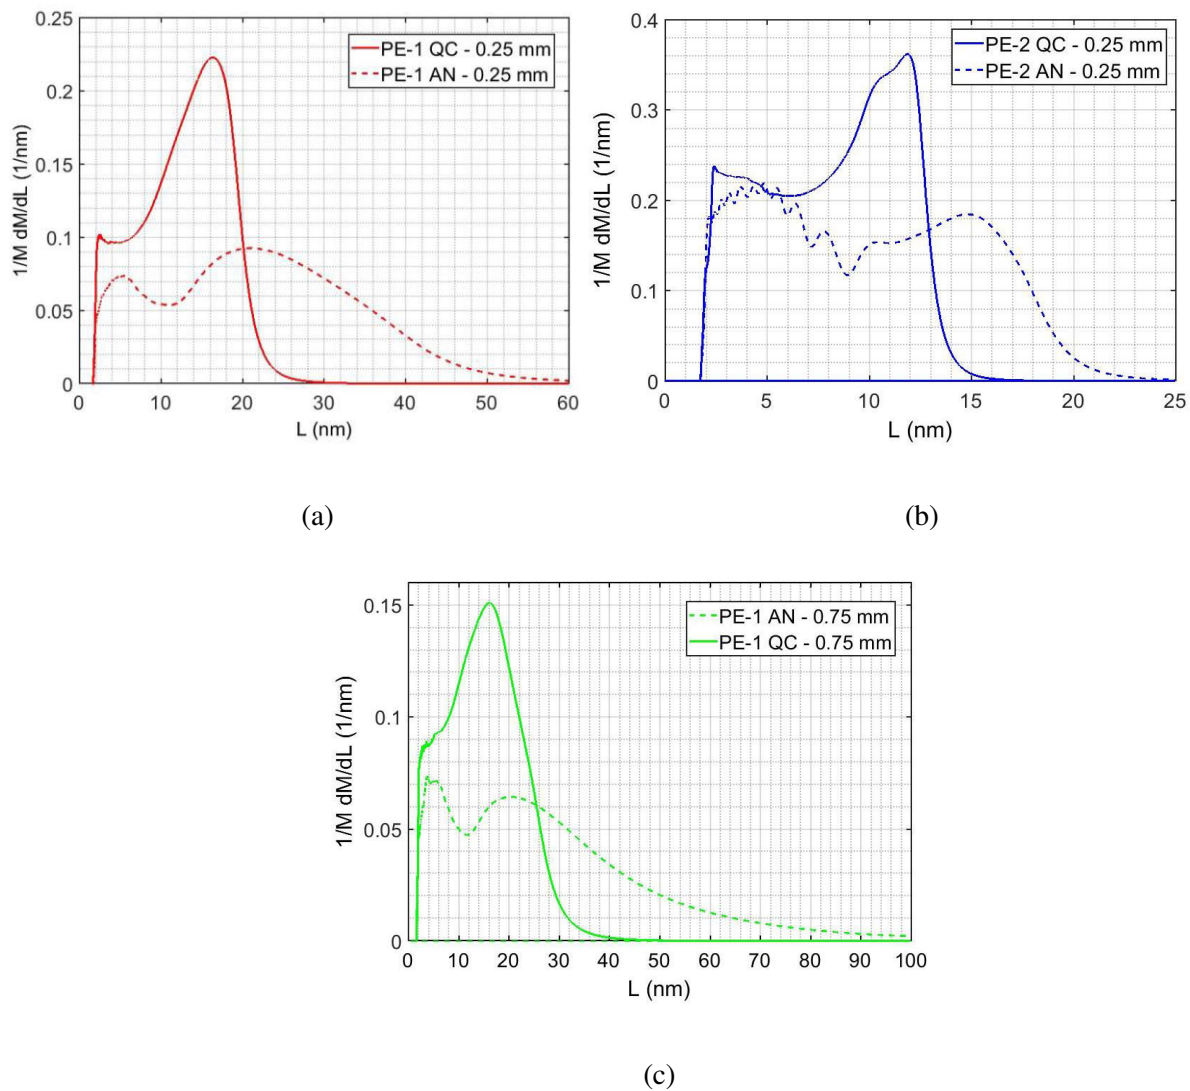 0.25
0.2
0.15
0.1
0.05
0
1/M dM/dL (1/nm)
PE-1 QC - 0.25 mm
PE-1 AN - 0.25 mm
0 10 20 30 40 50 60
L (nm)
(a)
0.4
0.3
0.2
0.1
0
1/M dM/dL (1/nm)
PE-2 QC - 0.25 mm
PE-2 AN - 0.25 mm
0 5 10 15 20 25
L (nm)
(b)
0.15
0.1
0.05
0
1/M dM/dL (1/nm)
PE-1 AN - 0.75 mm
PE-1 QC - 0.75 mm
0 10 20 30 40 50 60 70 80 90 100
L (nm)
(c)